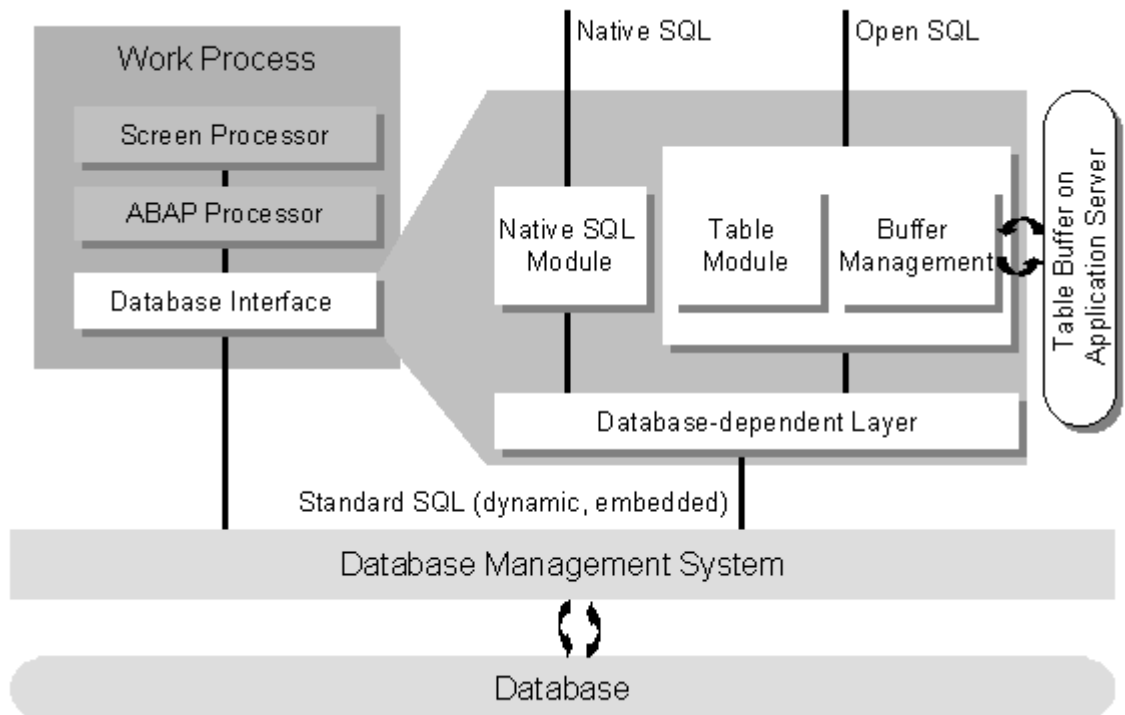 Native SQL
Open SQL
Work Process
Screen Processor
ABAP Processor
Database Interface
Native SQL
Module
Table
Module
Buffer
Management
Table Buffer on
Application Server
Database-dependent Layer
Standard SQL (dynamic, embedded)
Database Management System
Database